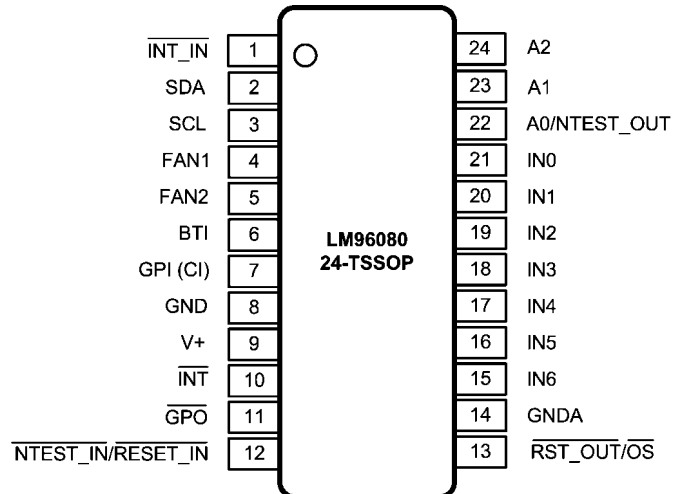 INT_IN 1 24 A2
SDA 2 23 A1
SCL 3 22 A0/NTEST_OUT
FAN1 4 21 IN0
FAN2 5 20 IN1
BTI 6 19 IN2
LM96080
24-TSSOP
GPI (CI) 7 18 IN3
GND 8 17 IN4
V+ 9 16 IN5
INT 10 15 IN6
GPO 11 14 GNDA
NTEST_IN/RESET_IN 12 13 RST_OUT/OS